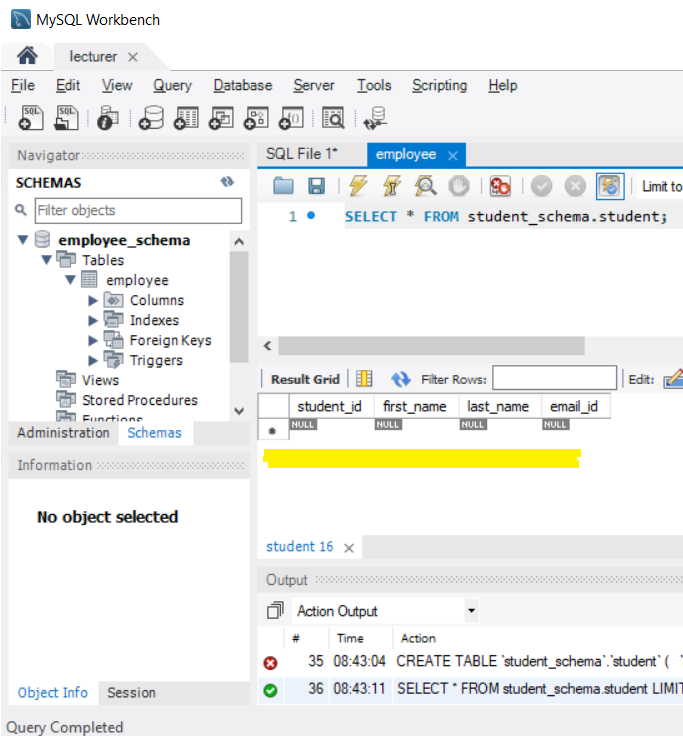 MySQL Workbench
lecturer
File Edit View Query Database Server Tools Scripting Help
Navigator
SCHEMAS
Filter objects
employee_schema
Tables
employee
Columns
Indexes
Foreign Keys
Triggers
Views
Stored Procedures
Functions
Administration Schemas
Information
No object selected
Object Info Session
SQL File 1* employee
Limit to
1 SELECT * FROM student_schema.student;
Result Grid Filter Rows: Edit:
student_id first_name last_name email_id
* NULL NULL NULL NULL
student 16
Output
Action Output
# Time Action
35 08:43:04 CREATE TABLE `student_schema`.`student` ( `
36 08:43:11 SELECT * FROM student_schema.student LIMIT
Query Completed